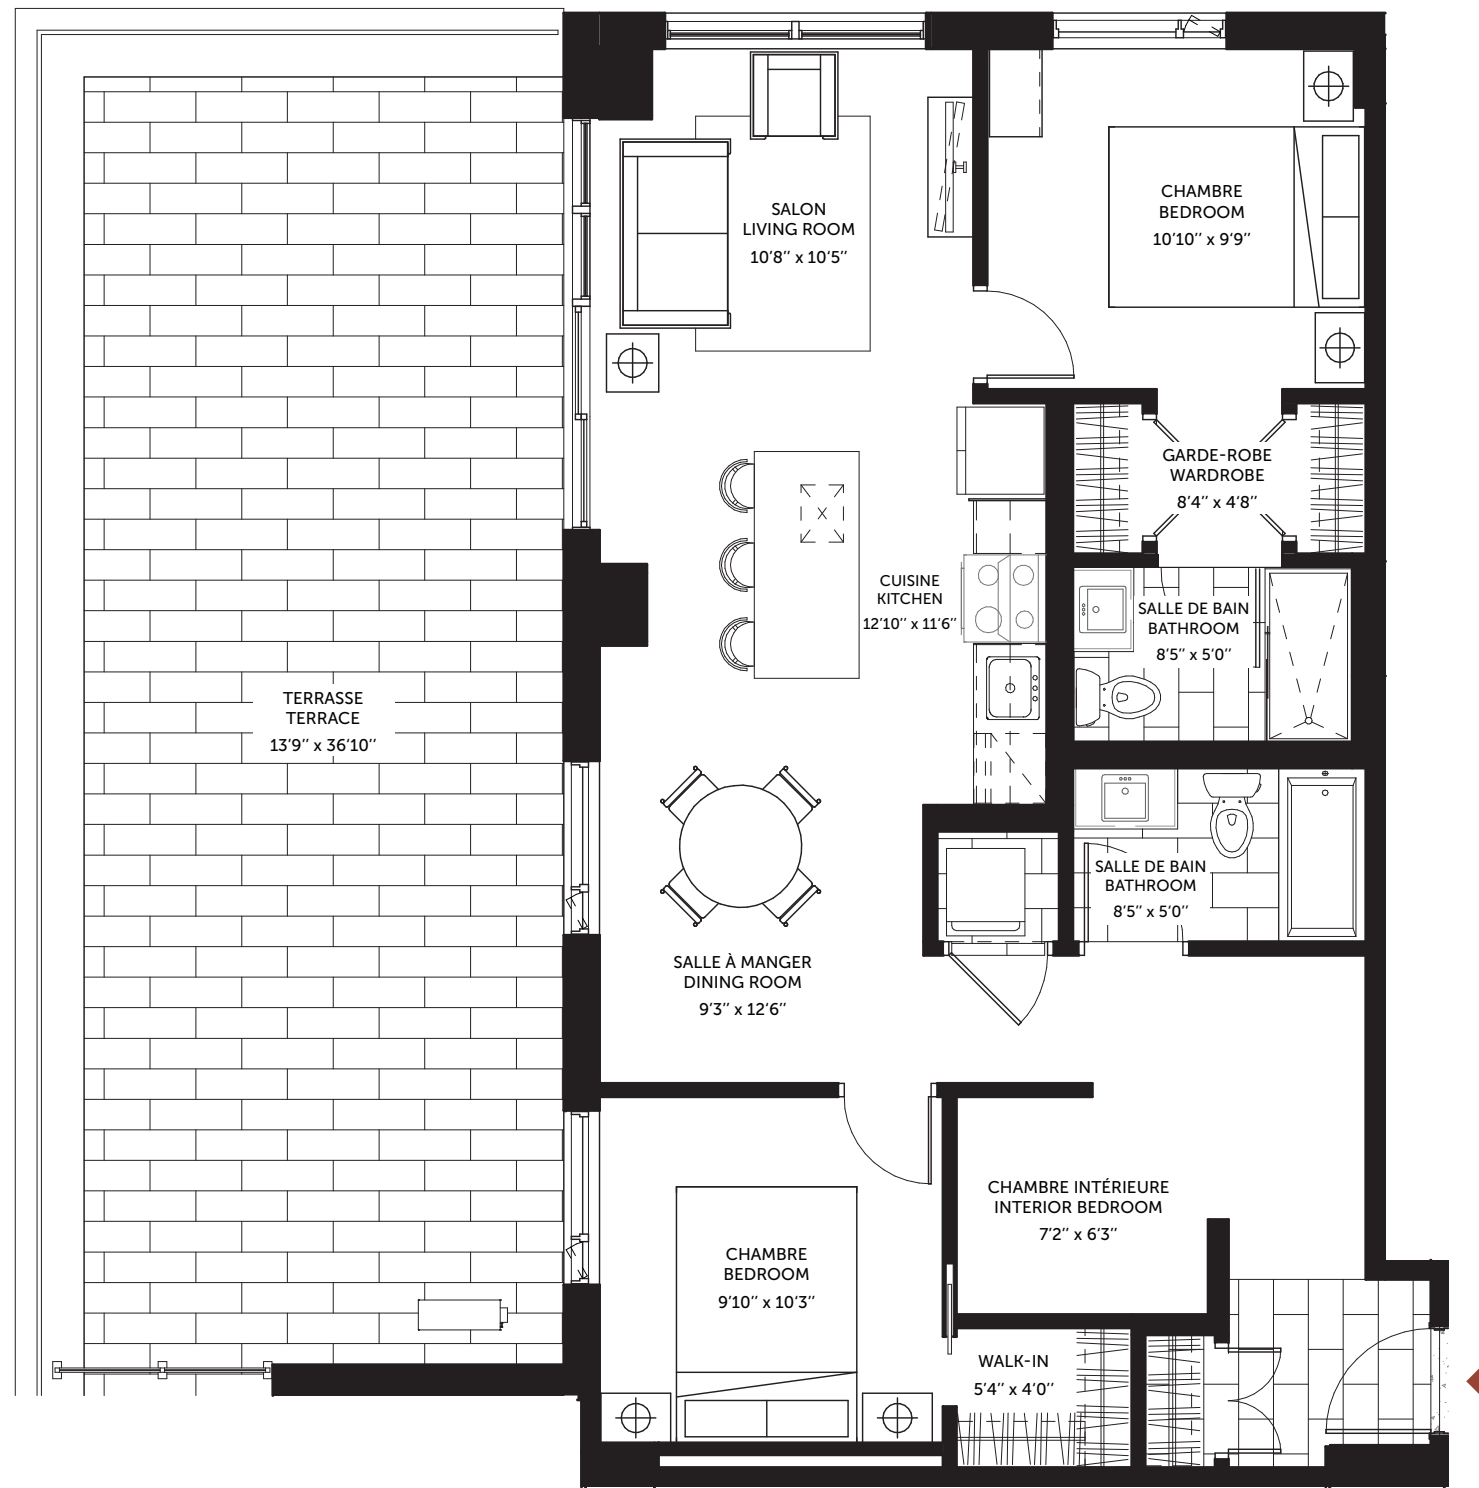 SALON
LIVING ROOM
10'8'' x 10'5''
CHAMBRE
BEDROOM
10'10'' x 9'9''
GARDE-ROBE
WARDROBE
8'4'' x 4'8''
CUISINE
KITCHEN
12'10'' x 11'6''
SALLE DE BAIN
BATHROOM
8'5'' x 5'0''
TERRASSE
TERRACE
13'9'' x 36'10''
SALLE DE BAIN
BATHROOM
8'5'' x 5'0''
SALLE À MANGER
DINING ROOM
9'3'' x 12'6''
CHAMBRE INTÉRIEURE
INTERIOR BEDROOM
7'2'' x 6'3''
CHAMBRE
BEDROOM
9'10'' x 10'3''
WALK-IN
5'4'' x 4'0''